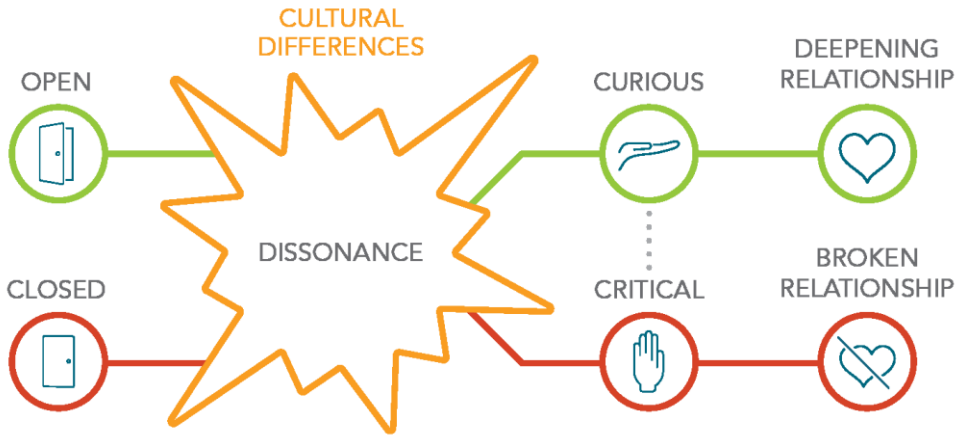 CULTURAL
DIFFERENCES
OPEN
CURIOUS
DEEPENING
RELATIONSHIP
DISSONANCE
CLOSED
CRITICAL
BROKEN
RELATIONSHIP